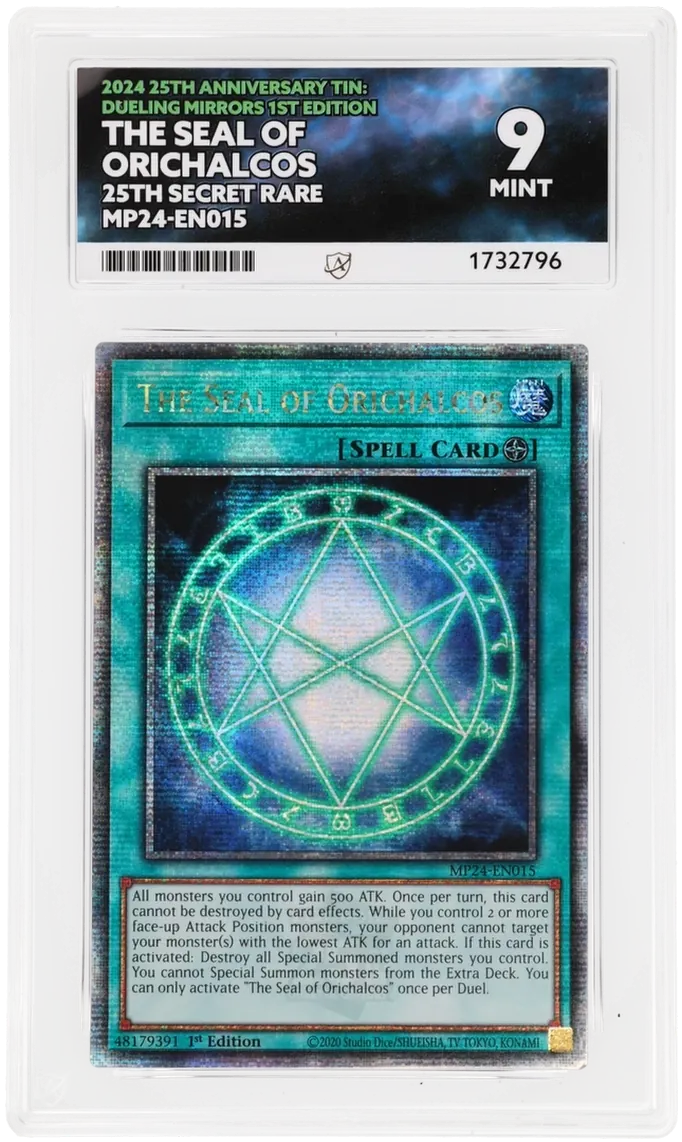 2024 25TH ANNIVERSARY TIN:
DUELING MIRRORS 1ST EDITION
THE SEAL OF
ORICHALCOS
25TH SECRET RARE
MP24-EN015
9
MINT
1732796
THE SEAL OF ORICHALCOS 魔
[SPELL CARD]
MP24-EN015
All monsters you control gain 500 ATK. Once per turn, this card
cannot be destroyed by card effects. While you control 2 or more
face-up Attack Position monsters, your opponent cannot target
your monster(s) with the lowest ATK for an attack. If this card is
activated: Destroy all Special Summoned monsters you control.
You cannot Special Summon monsters from the Extra Deck. You
can only activate "The Seal of Orichalcos" once per Duel.
48179391 1st Edition ©2020 Studio Dice/SHUEISHA, TV TOKYO, KONAMI